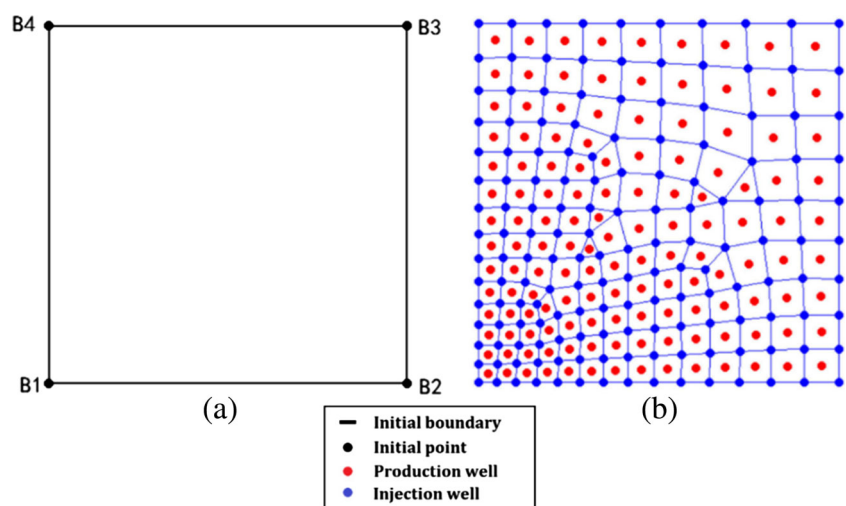 B4
B3
B1
B2
(a)
(b)
Initial boundary
Initial point
Production well
Injection well